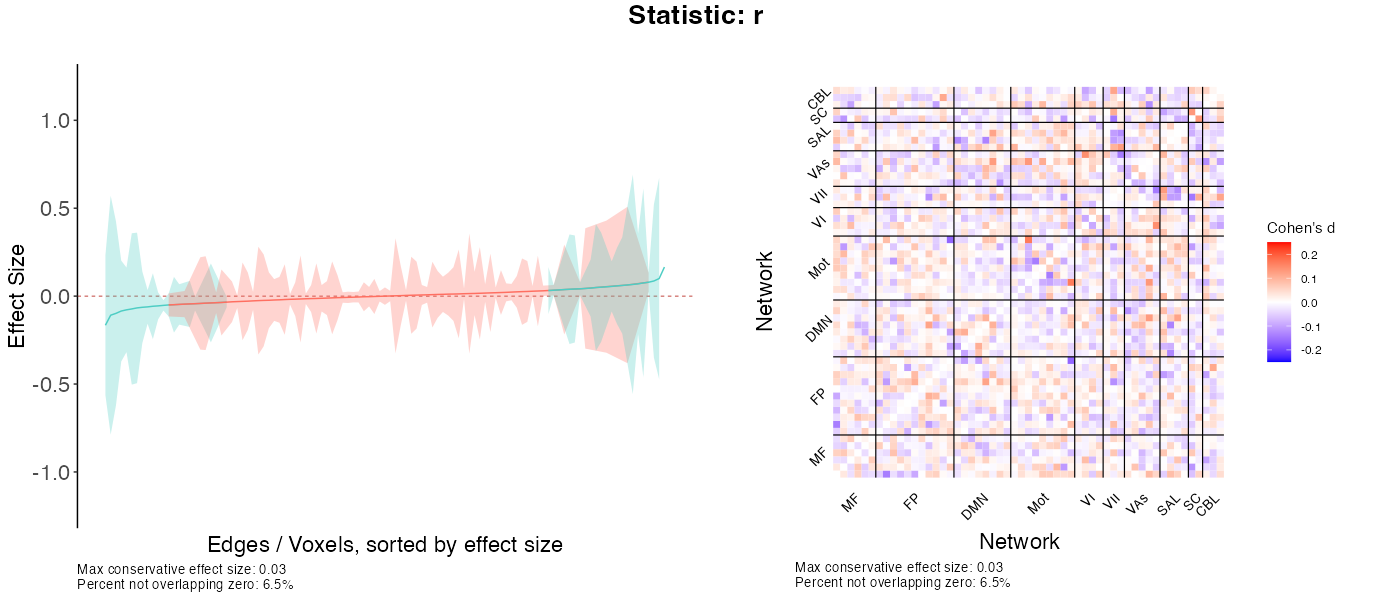 Statistic: r
Effect Size
1.0
0.5
0.0
-0.5
-1.0
Edges / Voxels, sorted by effect size
Max conservative effect size: 0.03
Percent not overlapping zero: 6.5%
Network
CBL
SC
SAL
VAs
VII
VI
Mot
DMN
FP
MF
MF
FP
DMN
Mot
VI
VII
VAs
SAL
SC
CBL
Network
Max conservative effect size: 0.03
Percent not overlapping zero: 6.5%
Cohen's d
0.2
0.1
0.0
-0.1
-0.2